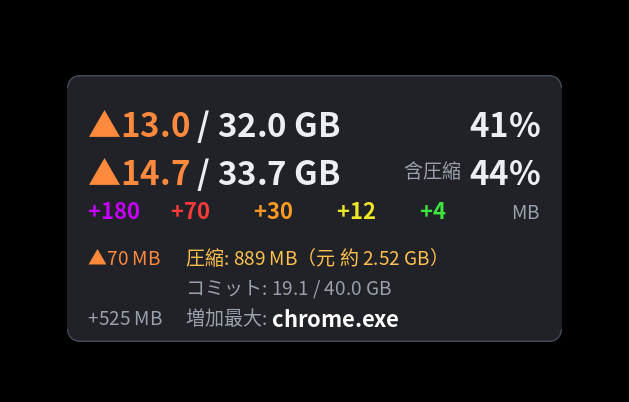 ▲13.0 / 32.0 GB 41%
▲14.7 / 33.7 GB 含圧縮 44%
+180 +70 +30 +12 +4 MB
▲70 MB 圧縮: 889 MB（元 約 2.52 GB）
コミット: 19.1 / 40.0 GB
+525 MB 増加最大: chrome.exe